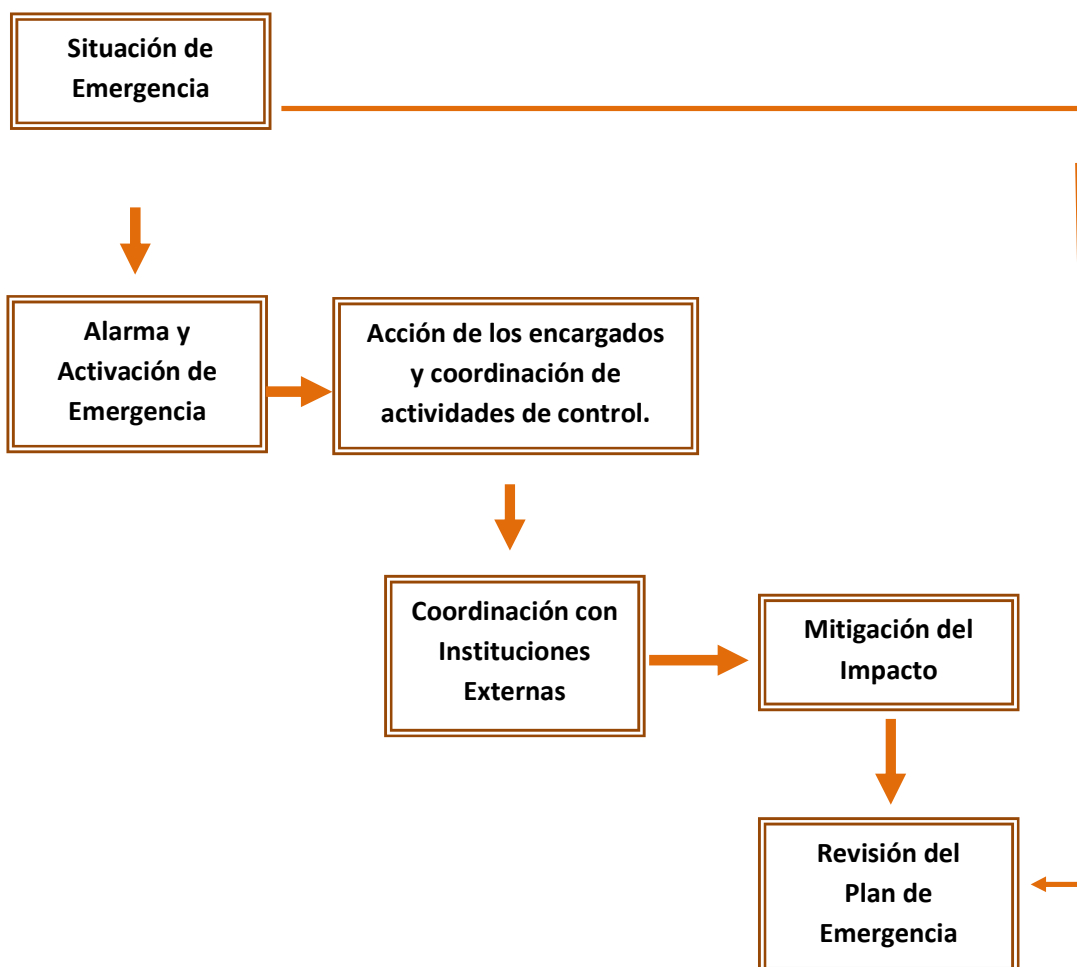 Situación de
Emergencia
Alarma y
Activación de
Emergencia
Acción de los encargados
y coordinación de
actividades de control.
Coordinación con
Instituciones
Externas
Mitigación del
Impacto
Revisión del
Plan de
Emergencia